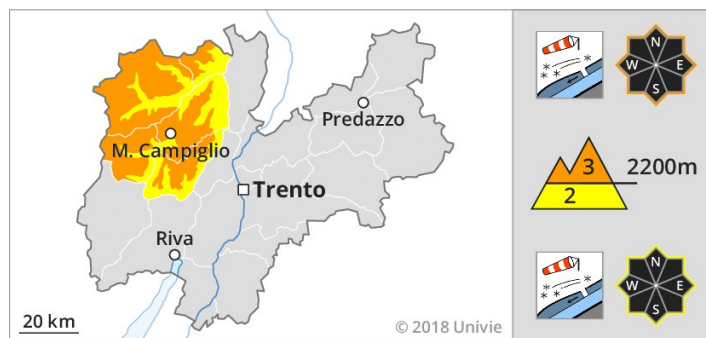 M. Campiglio
Predazzo
Trento
Riva
20 km
© 2018 Univie
N
W E
S
3
2200m
2
N
W E
S